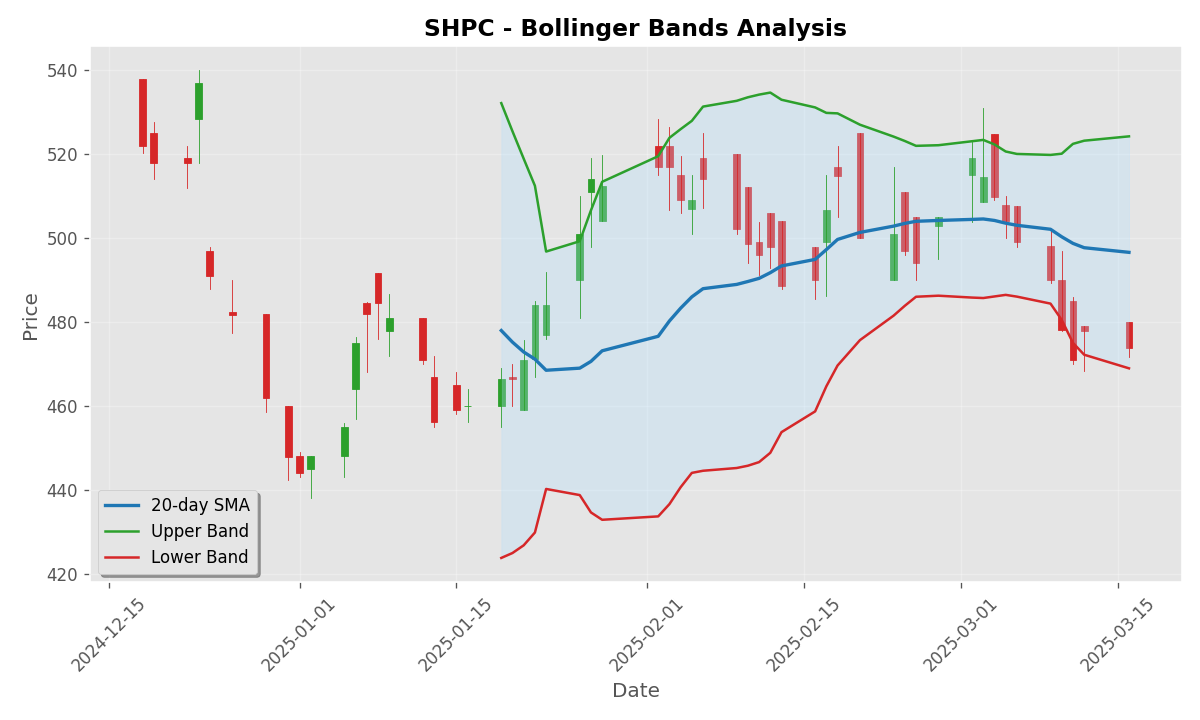 SHPC - Bollinger Bands Analysis
Price
540
520
500
480
460
440
420
20-day SMA
Upper Band
Lower Band
2024-12-15
2025-01-01
2025-01-15
2025-02-01
2025-02-15
2025-03-01
2025-03-15
Date